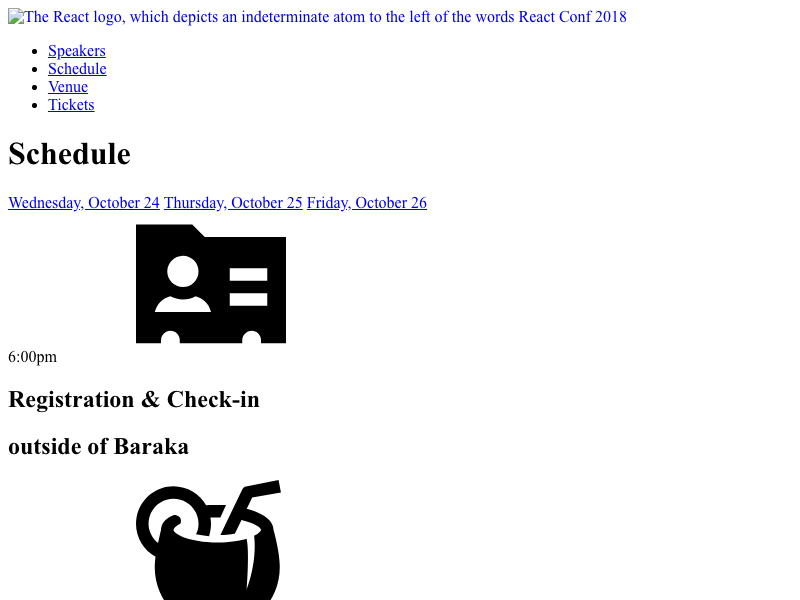 The React logo, which depicts an indeterminate atom to the left of the words React Conf 2018
Speakers
Schedule
Venue
Tickets
Schedule
Wednesday, October 24 Thursday, October 25 Friday, October 26
6:00pm
Registration & Check-in
outside of Baraka